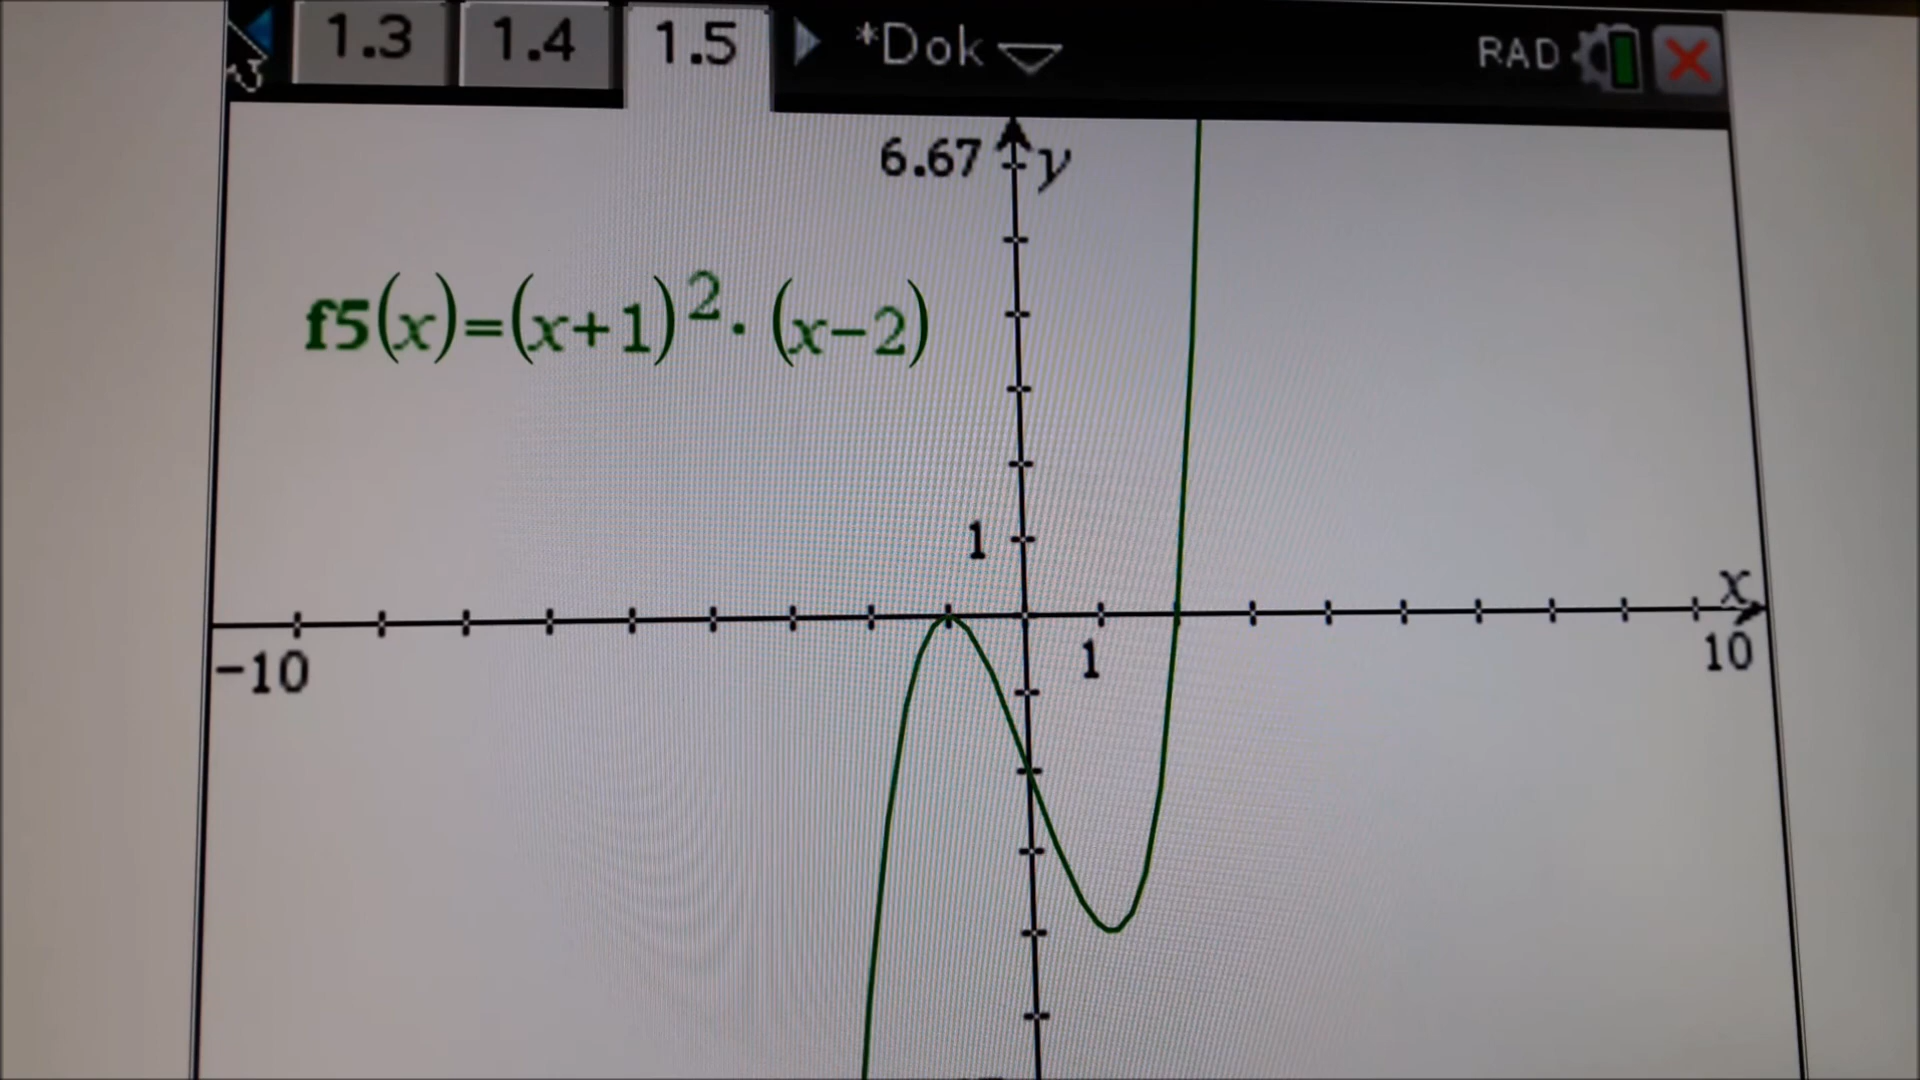 1.3 1.4 1.5 *Dok RAD
6.67 y
f5(x)=(x+1)²·(x−2)
1
x
−10 1 10